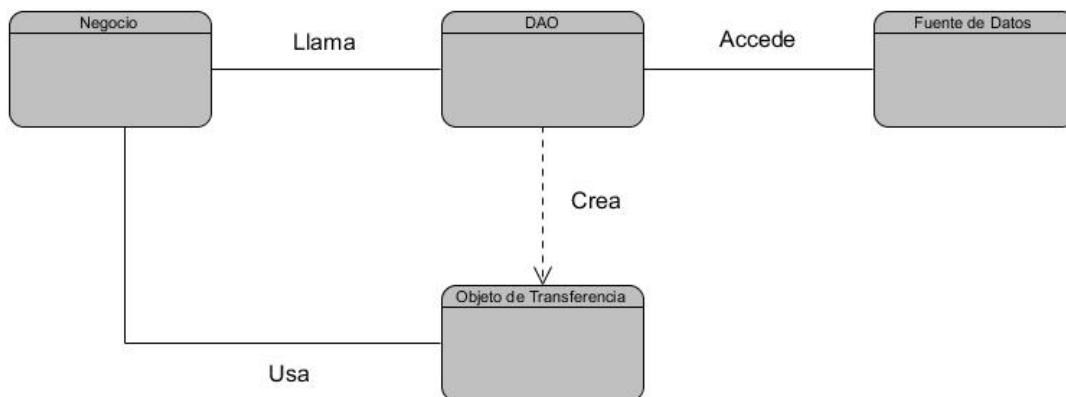 Negocio
DAO
Fuente de Datos
Llama
Accede
Crea
Objeto de Transferencia
Usa